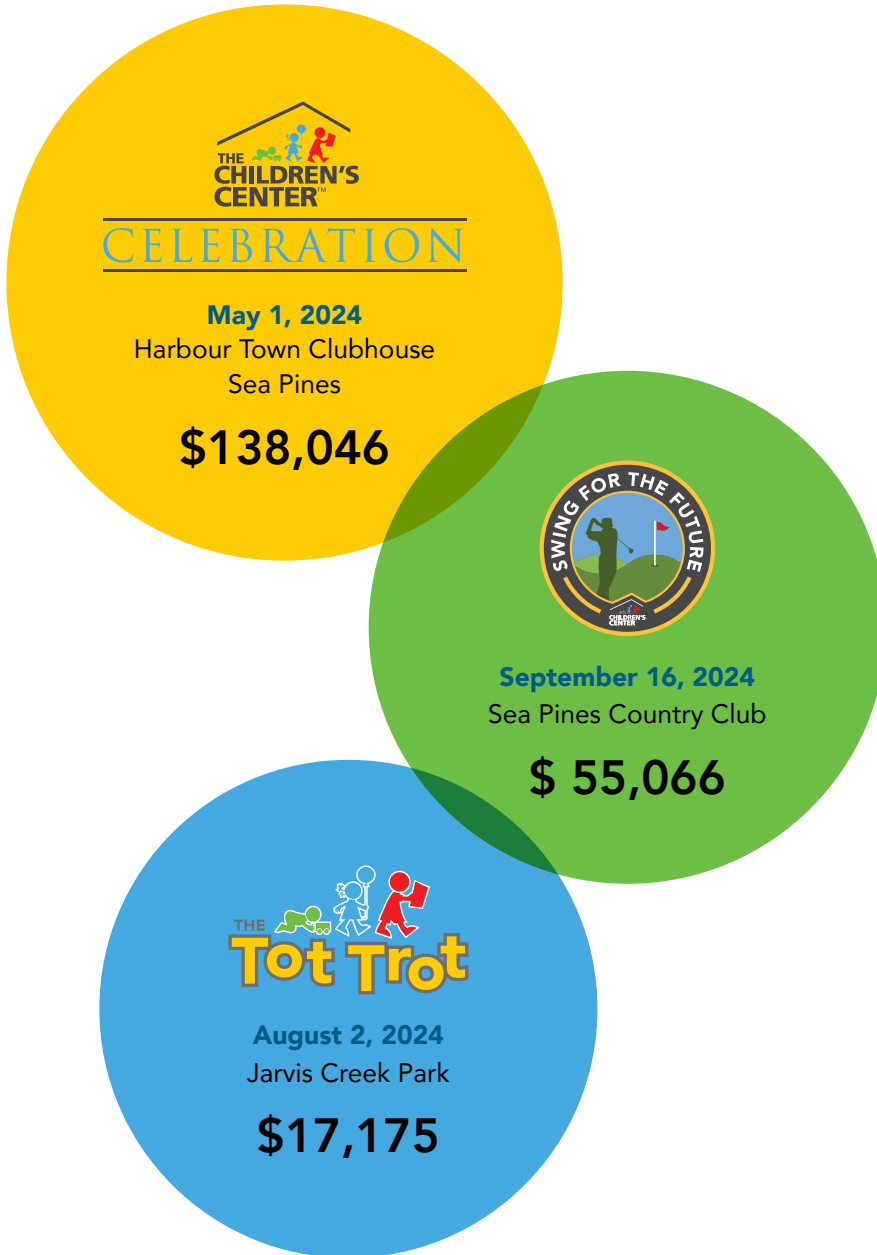 THE
CHILDREN'S
CENTER™
CELEBRATION
May 1, 2024
Harbour Town Clubhouse
Sea Pines
$138,046
SWING FOR THE FUTURE
CHILDREN'S
CENTER
September 16, 2024
Sea Pines Country Club
$ 55,066
THE
Tot Trot
August 2, 2024
Jarvis Creek Park
$17,175